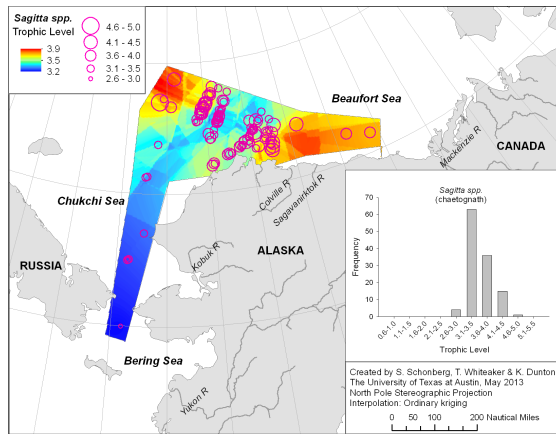 Sagitta spp.
Trophic Level
3.9
3.5
3.2
4.6 - 5.0
4.1 - 4.5
3.6 - 4.0
3.1 - 3.5
2.6 - 3.0
Beaufort Sea
Mackenzie R
CANADA
Chukchi Sea
Colville R
Sagavanirktok R
Kobuk R
ALASKA
RUSSIA
Bering Sea
Yukon R
Sagitta spp.
(chaetognath)
Frequency
70
60
50
40
30
20
10
0
0.6-1.0
1.1-1.5
1.6-2.0
2.1-2.5
2.6-3.0
3.1-3.5
3.6-4.0
4.1-4.5
4.6-5.0
5.1-5.5
Trophic Level
Created by S. Schonberg, T. Whiteaker & K. Dunton
The University of Texas at Austin, May 2013
North Pole Stereographic Projection
Interpolation: Ordinary kriging
0 50 100 200 Nautical Miles